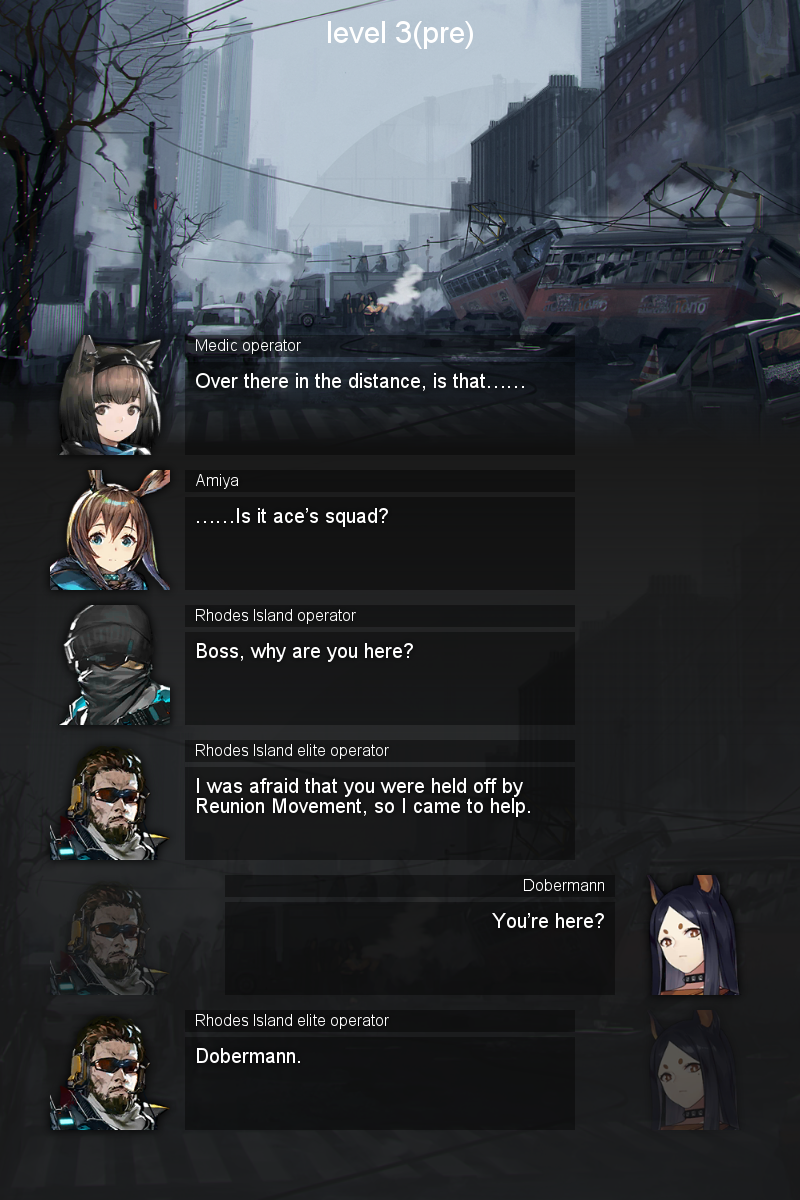 level 3(pre)
Medic operator
Over there in the distance, is that……
Amiya
……Is it ace's squad?
Rhodes Island operator
Boss, why are you here?
Rhodes Island elite operator
I was afraid that you were held off by
Reunion Movement, so I came to help.
Dobermann
You're here?
Rhodes Island elite operator
Dobermann.